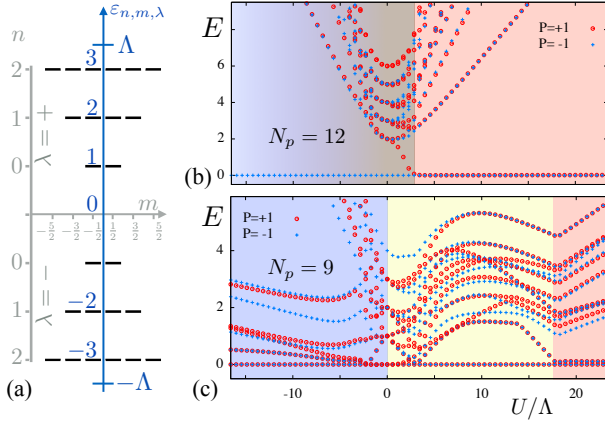 n
ε_{n,m,λ}
Λ
2
3
1
2
λ = +
0
1
0
m
-5/2
-3/2
-1/2
1/2
3/2
5/2
0
1
-2
λ = -
2
-3
-Λ
(a)
E
8
6
4
2
0
P=+1
P= -1
N_p = 12
(b)
E
4
2
0
P=+1
P= -1
N_p = 9
(c)
-10
0
10
20
U/Λ